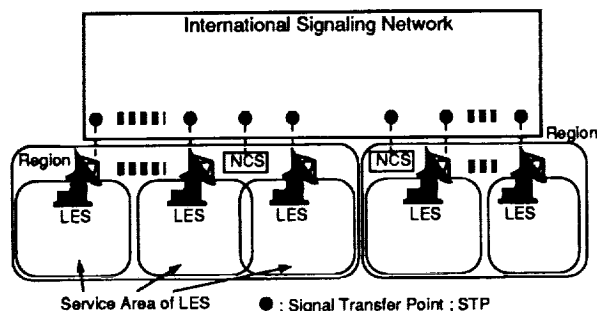 International Signaling Network
Region
Region
NCS
NCS
LES
LES
LES
LES
LES
Service Area of LES
● : Signal Transfer Point ; STP